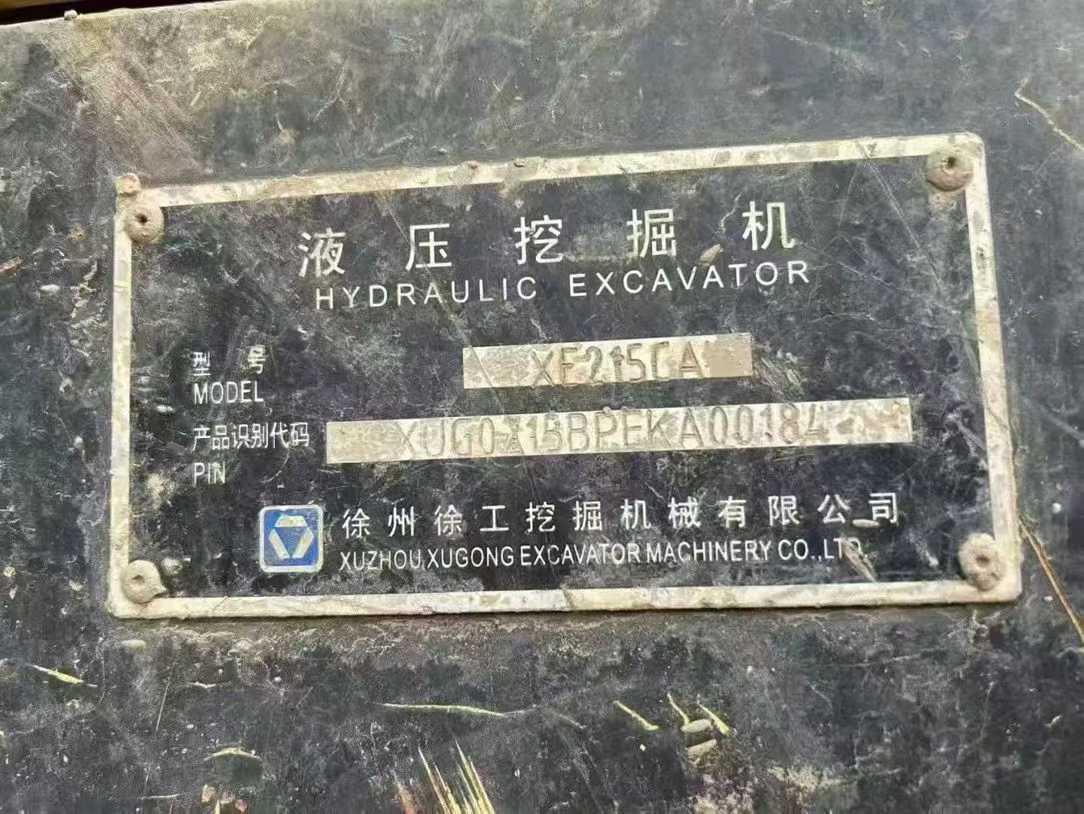 液压挖掘机
HYDRAULIC EXCAVATOR
型号
MODEL
XE215CA
产品识别代码
PIN
徐州徐工挖掘机械有限公司
XUZHOU XUGONG EXCAVATOR MACHINERY CO.,LTD.